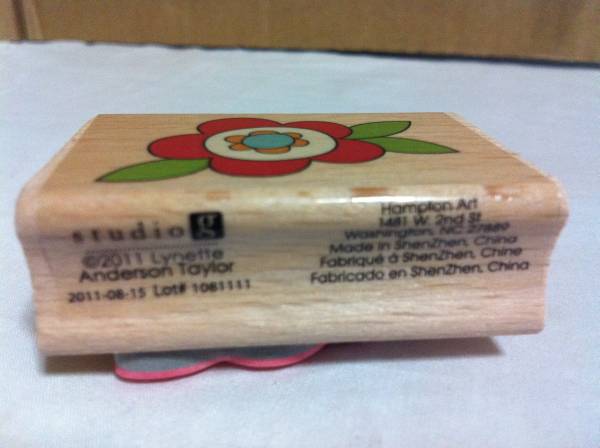 studio g
©2011 Lynette
Anderson Taylor
2011-08-15 Lot# 1081111
Hampton Art
1481 W. 2nd St
Washington, NC 27889
Made in ShenZhen, China
Fabriqué á ShenZhen, Chine
Fabricado en ShenZhen, China